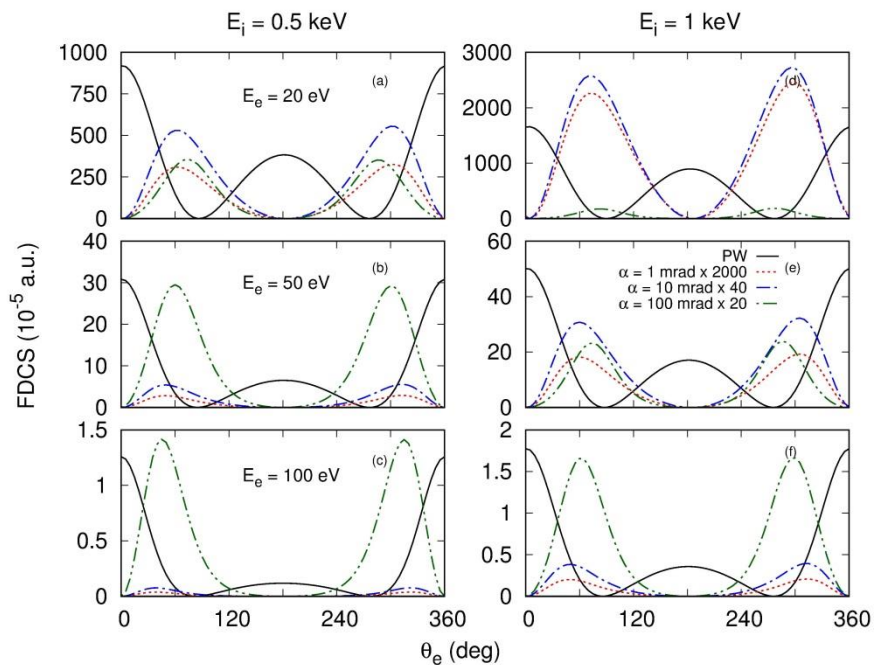 E_i = 0.5 keV
E_i = 1 keV
FDCS (10^-5 a.u.)
1000
750
500
250
0
(a)
E_e = 20 eV
3000
2000
1000
0
(d)
40
30
20
10
0
(b)
E_e = 50 eV
60
40
20
0
PW
(e)
α = 1 mrad x 2000
α = 10 mrad x 40
α = 100 mrad x 20
1.5
1
0.5
0
(c)
E_e = 100 eV
2
1.5
1
0.5
0
(f)
0 120 240 360
0 120 240 360
θ_e (deg)